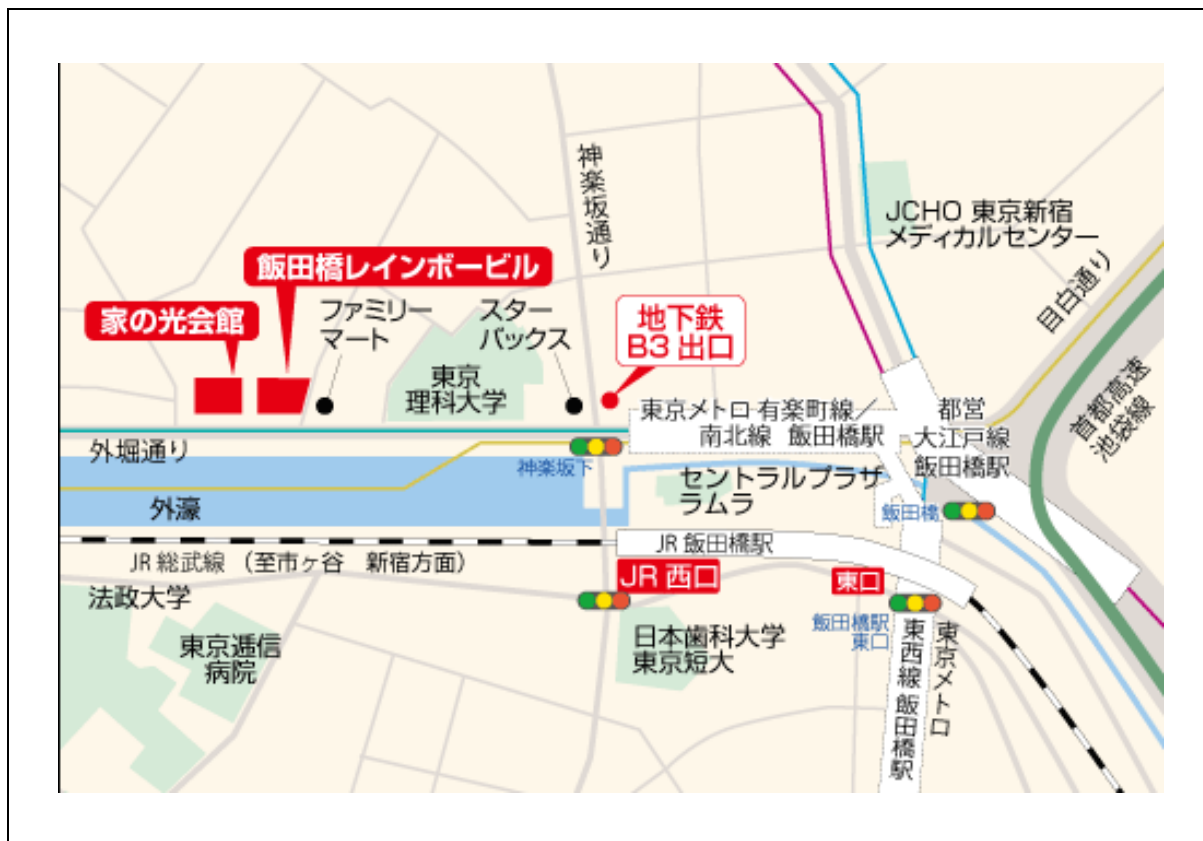 神楽坂通り
JCHO 東京新宿
メディカルセンター
目白通り
首都高速
池袋線
飯田橋レインボービル
家の光会館
ファミリー
マート
スター
バックス
地下鉄
B3 出口
東京
理科大学
東京メトロ 有楽町線／
南北線 飯田橋駅
都営
大江戸線
飯田橋駅
外堀通り
神楽坂下
セントラルプラザ
ラムラ
外濠
飯田橋
JR 飯田橋駅
JR 総武線 （至市ヶ谷 新宿方面）
JR 西口
東口
法政大学
飯田橋駅
東口
日本歯科大学
東京短大
東京逓信
病院
東京メトロ
東西線 飯田橋駅